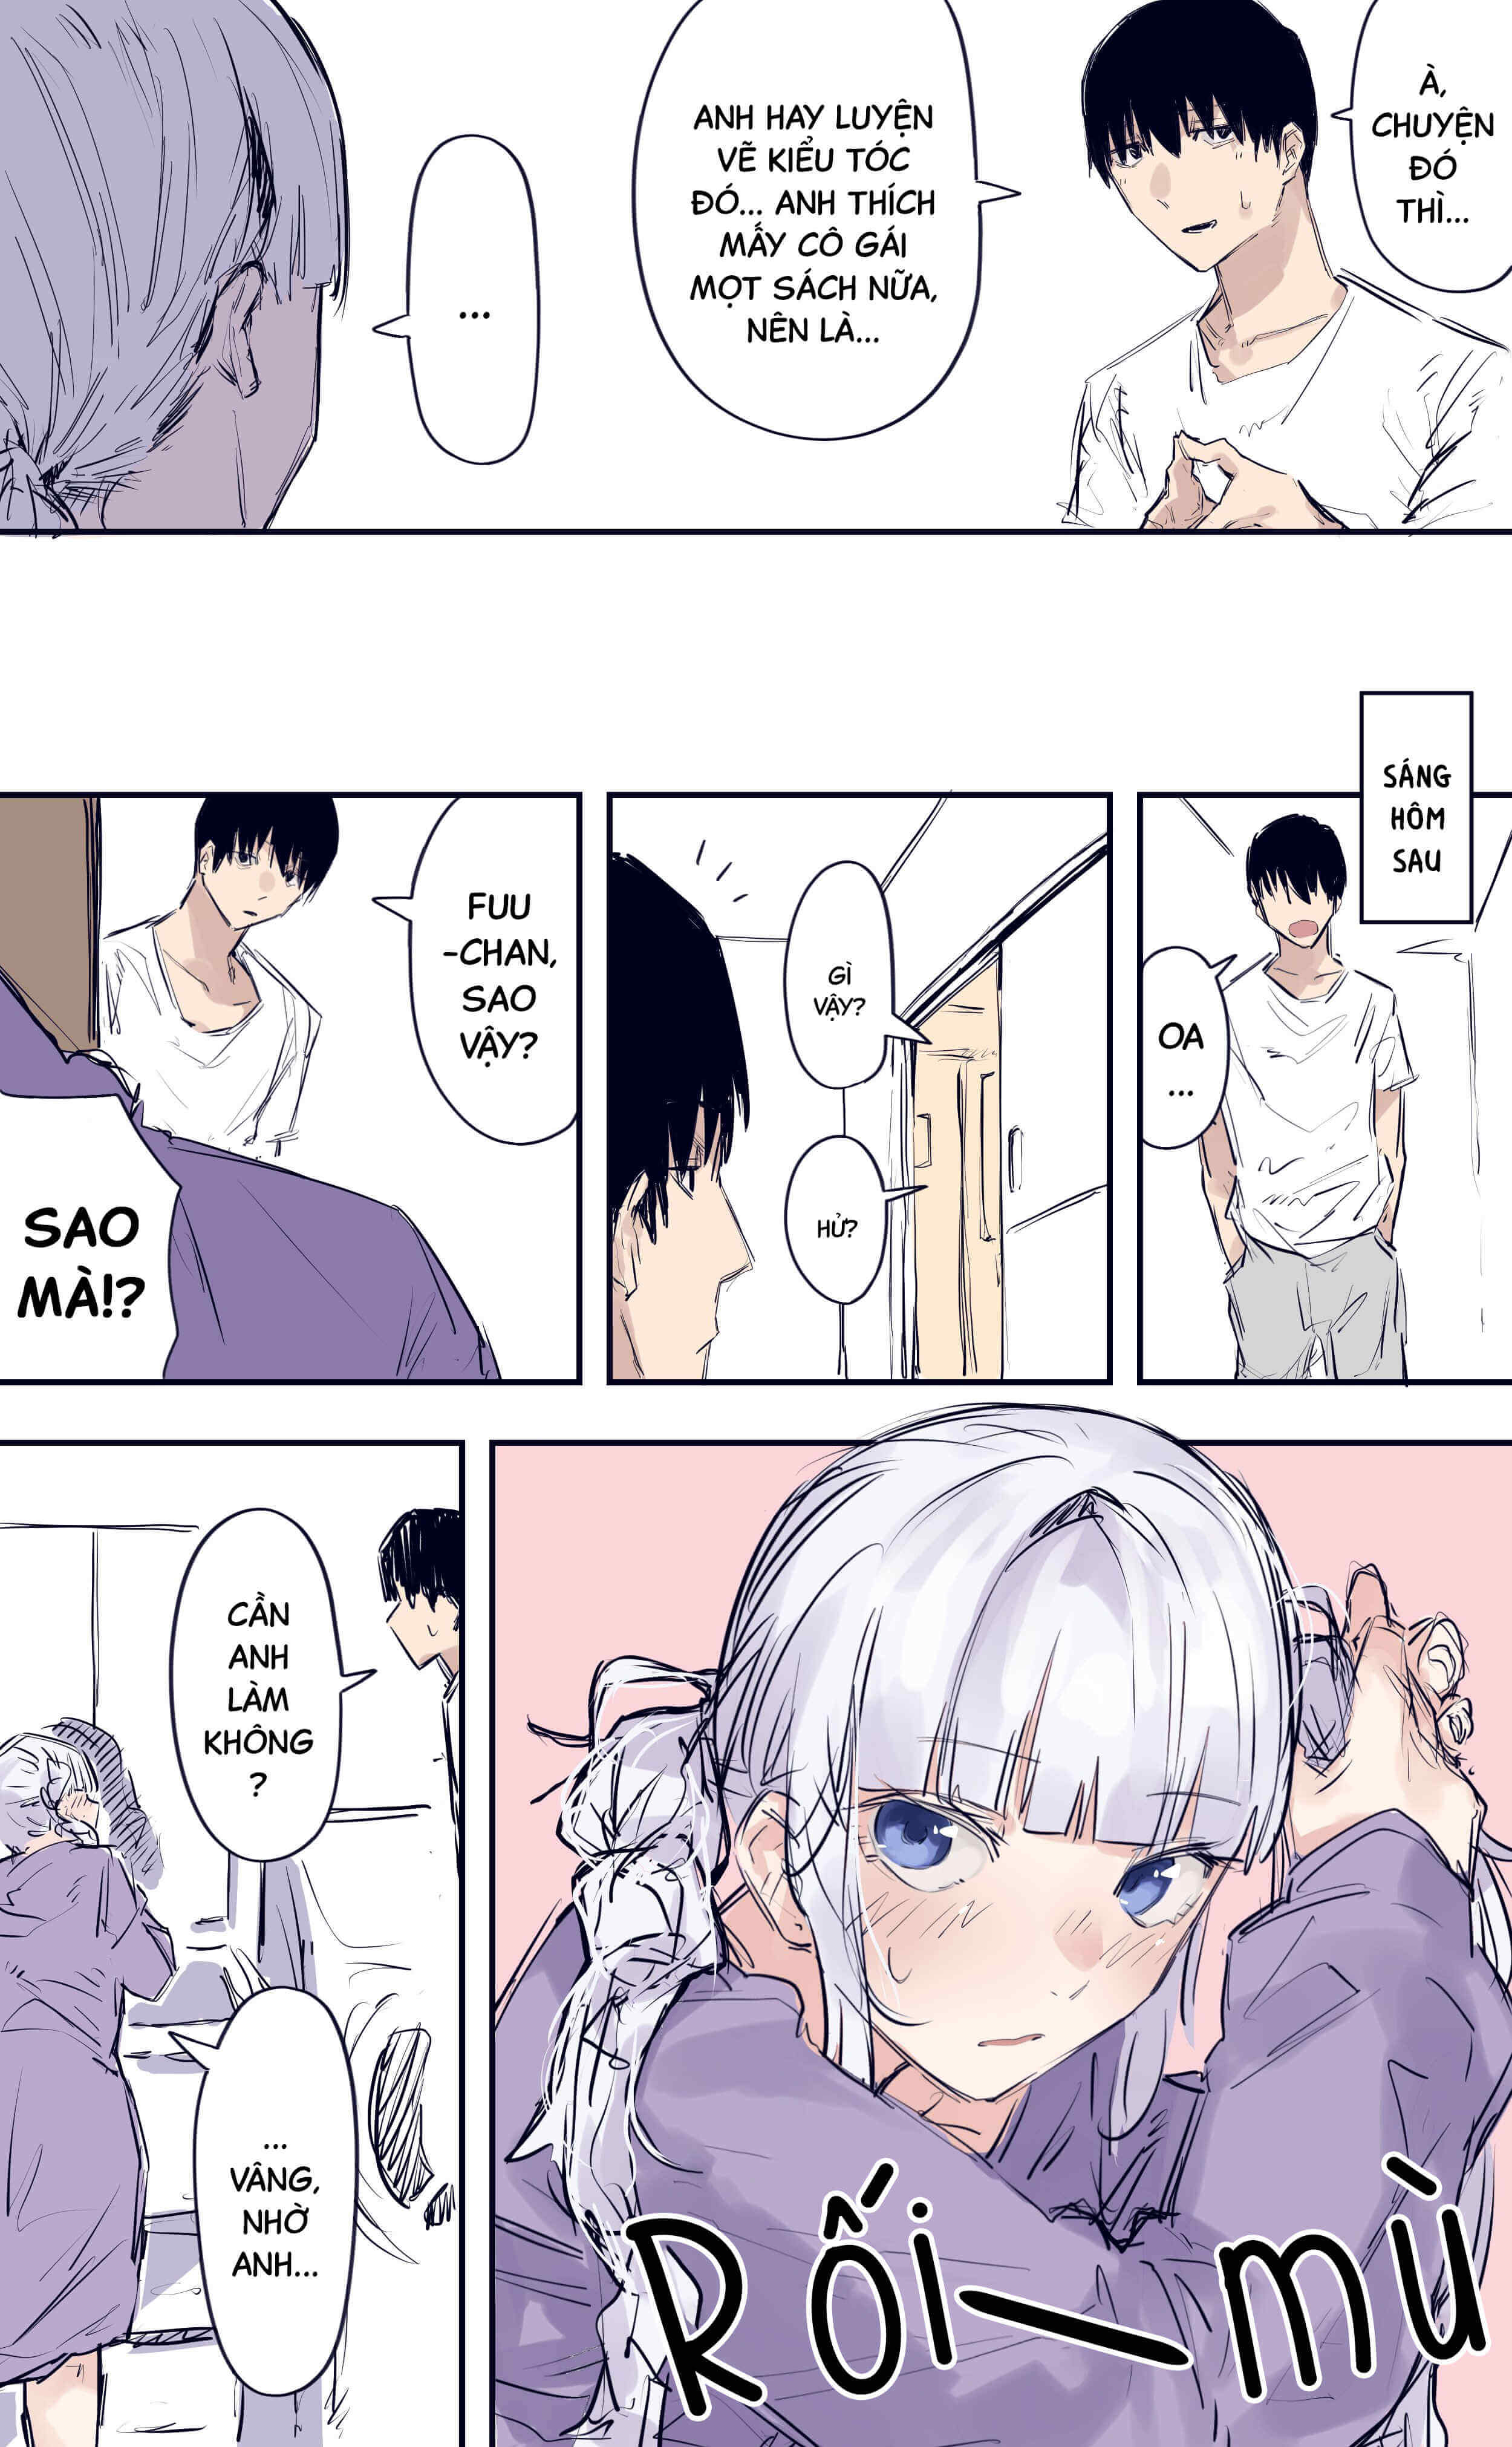 À,
CHUYỆN
ĐÓ
THÌ...
ANH HAY LUYỆN
VẼ KIỂU TÓC
ĐÓ... ANH THÍCH
MẤY CÔ GÁI
MỌT SÁCH NỮA,
NÊN LÀ...
...
SÁNG
HÔM
SAU
OA
...
GÌ
VẬY?
HỬ?
FUU
-CHAN,
SAO
VẬY?
SAO
MÀ!?
Rối—mù
CẦN
ANH
LÀM
KHÔNG
?
...
VÂNG,
NHỜ
ANH...